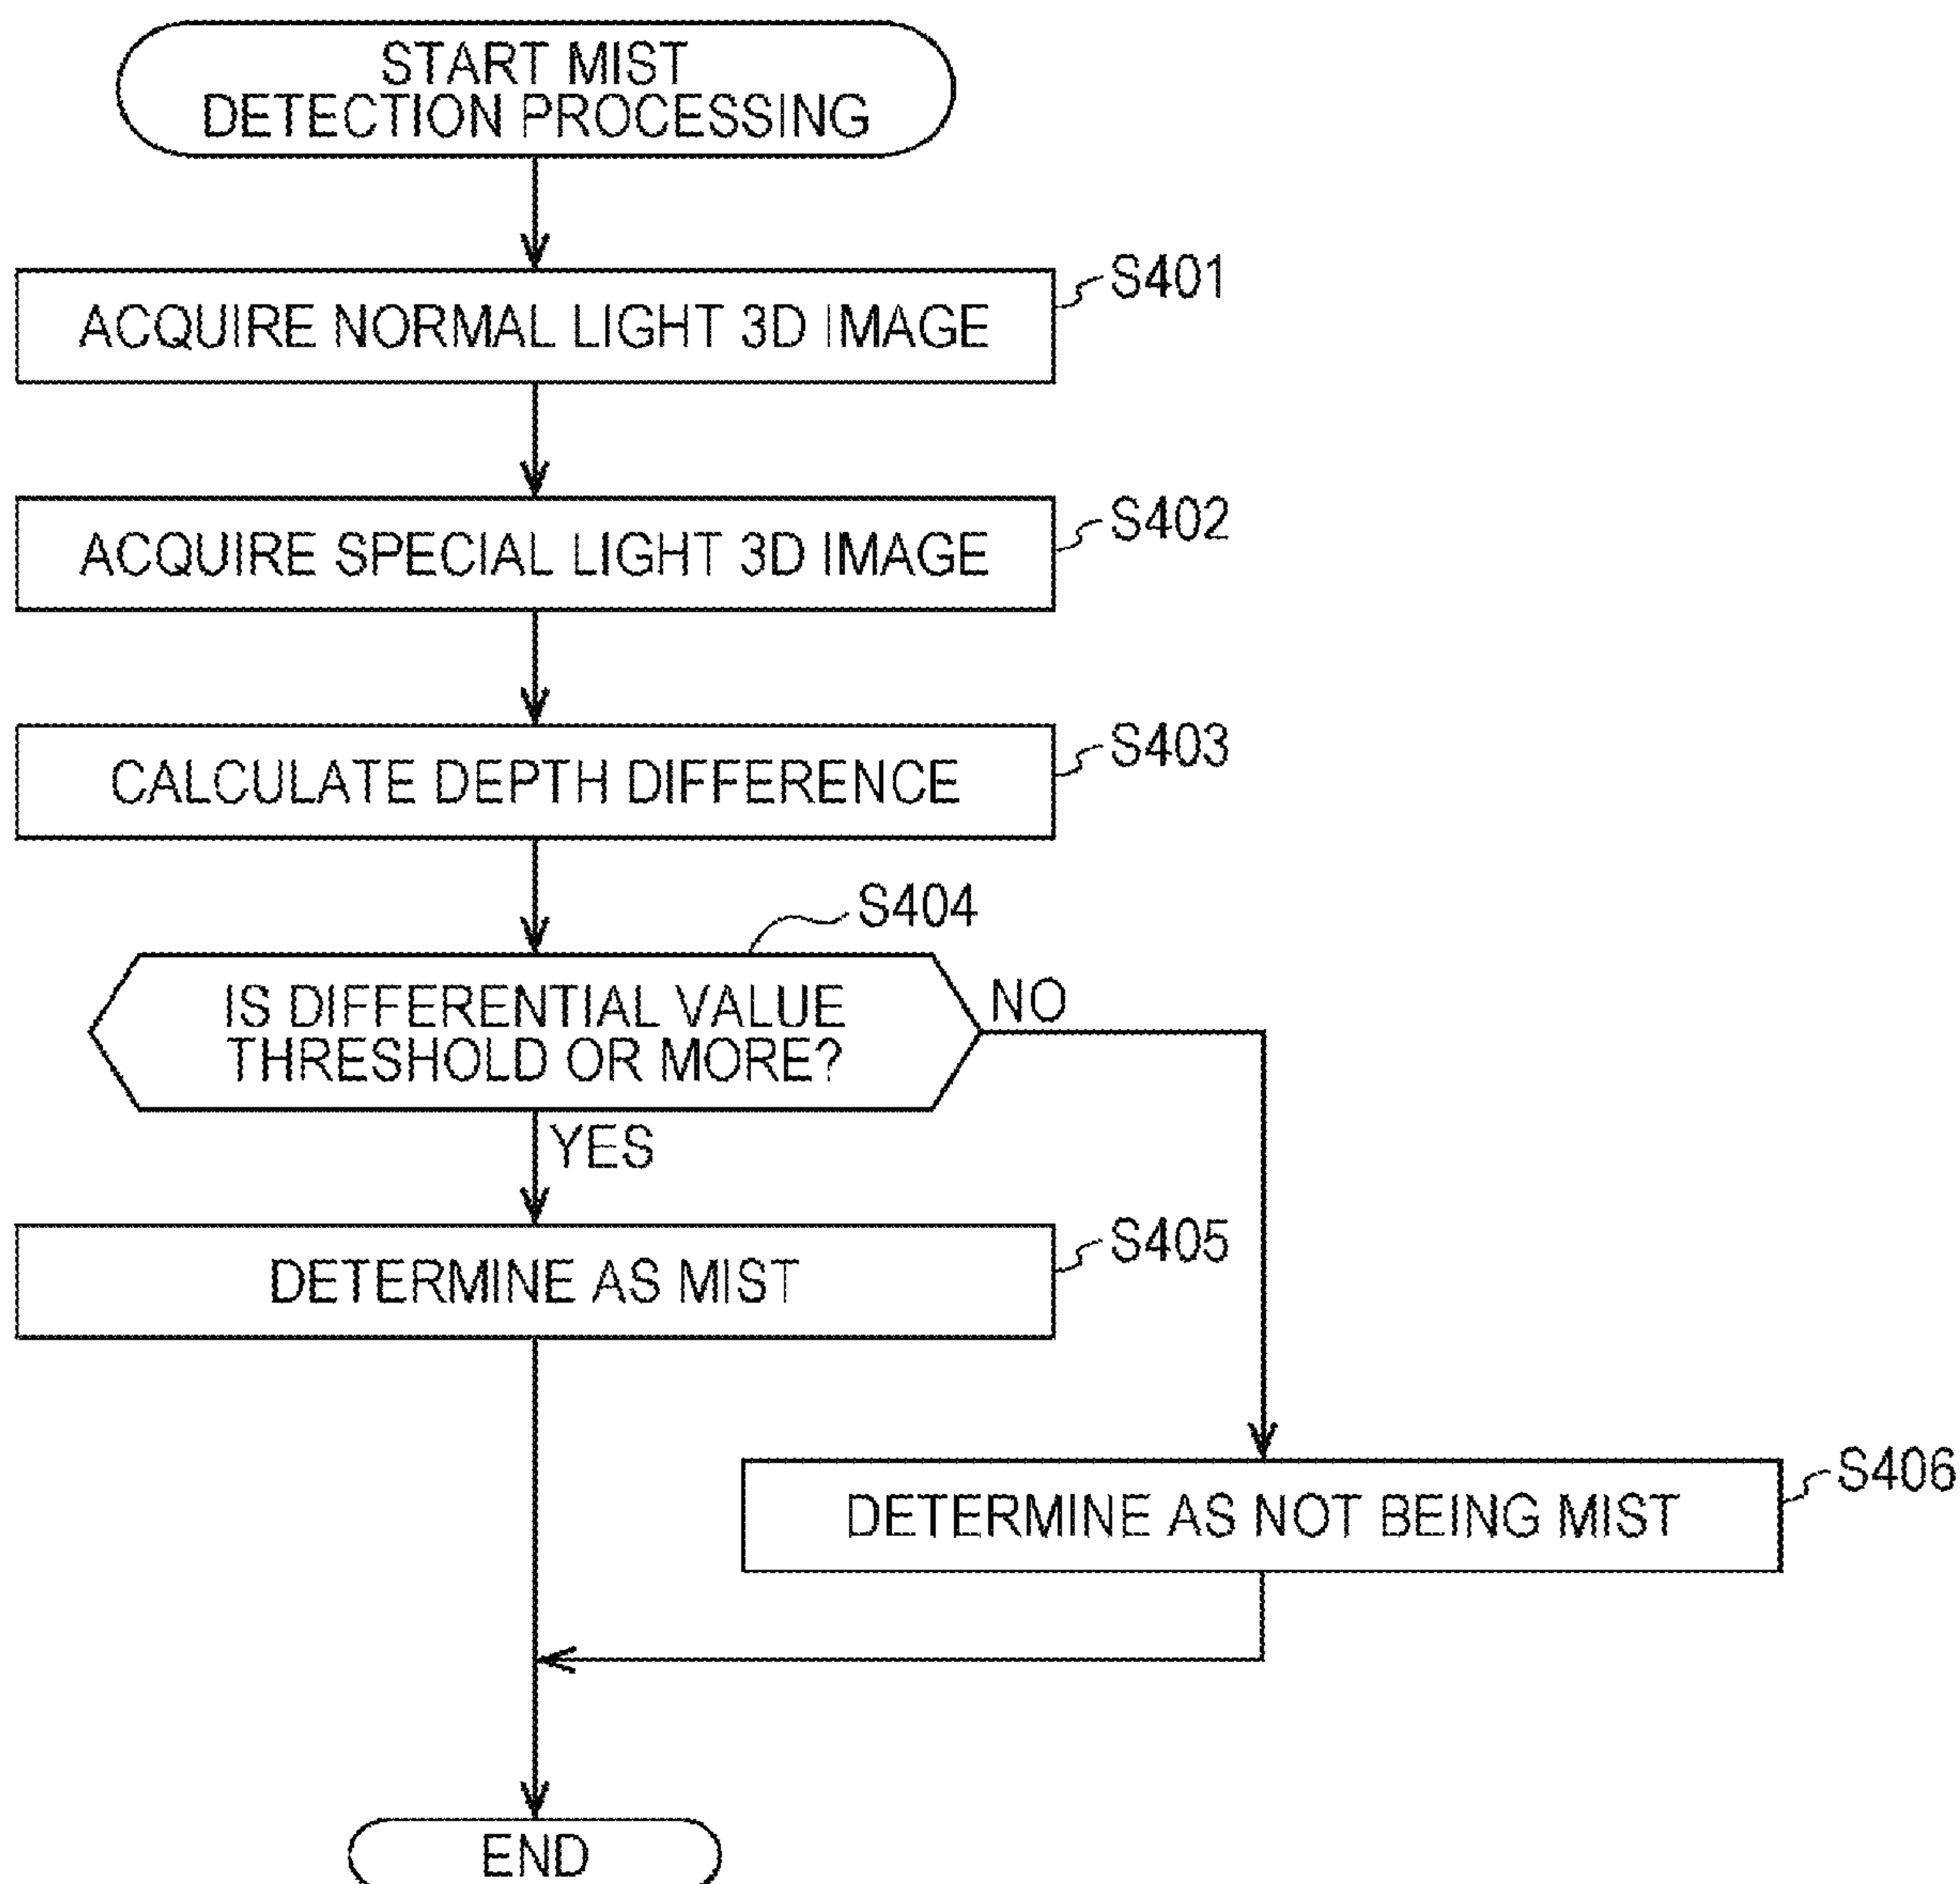 START MIST
DETECTION PROCESSING
ACQUIRE NORMAL LIGHT 3D IMAGE
S401
ACQUIRE SPECIAL LIGHT 3D IMAGE
S402
CALCULATE DEPTH DIFFERENCE
S403
S404
IS DIFFERENTIAL VALUE
THRESHOLD OR MORE?
NO
YES
DETERMINE AS MIST
S405
DETERMINE AS NOT BEING MIST
S406
END